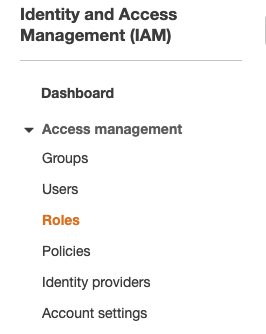 Identity and Access
Management (IAM)
Dashboard
Access management
Groups
Users
Roles
Policies
Identity providers
Account settings